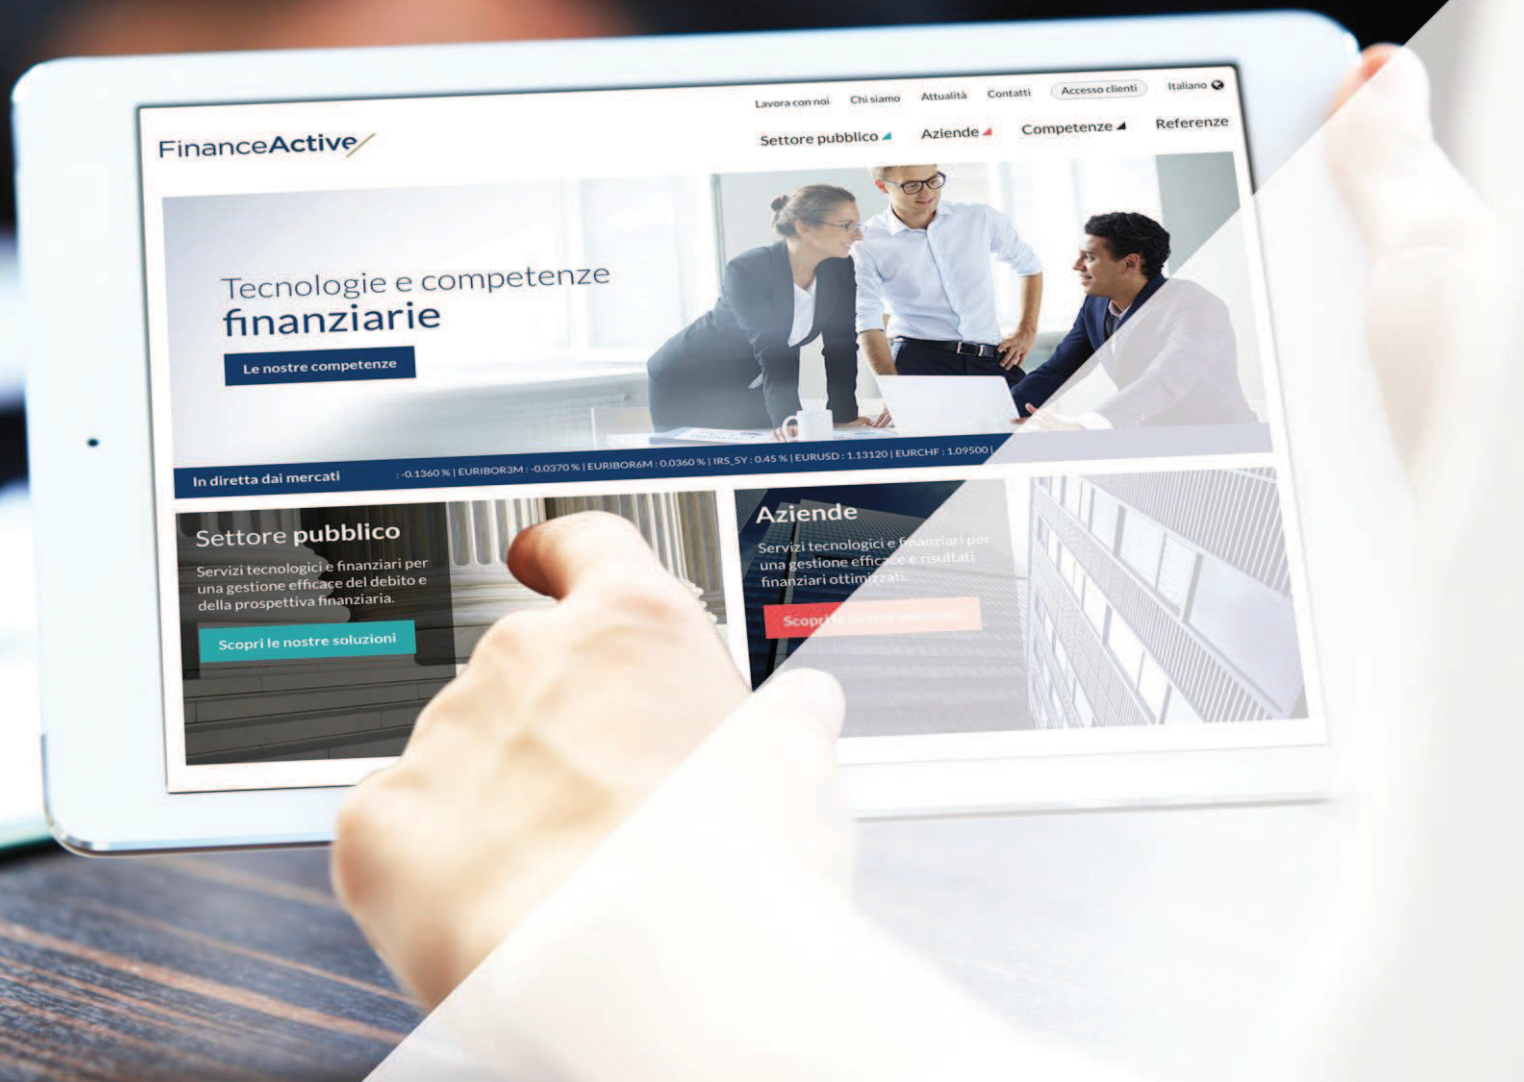 Lavora con noi Chi siamo Attualità Contatti Accesso clienti Italiano
FinanceActive
Settore pubblico Aziende Competenze Referenze
Tecnologie e competenze
finanziarie
Le nostre competenze
In diretta dai mercati : -0.1360 % | EURIBOR3M : -0.0370 % | EURIBOR6M : 0.0360 % | IRS_5Y : 0.45 % | EURUSD : 1.13120 | EURCHF : 1.09500 |
Settore pubblico
Servizi tecnologici e finanziari per
una gestione efficace del debito e
della prospettiva finanziaria.
Scopri le nostre soluzioni
Aziende
Servizi tecnologici e finanziari per
una gestione efficace e risultati
finanziari ottimizzati.
Scopri le